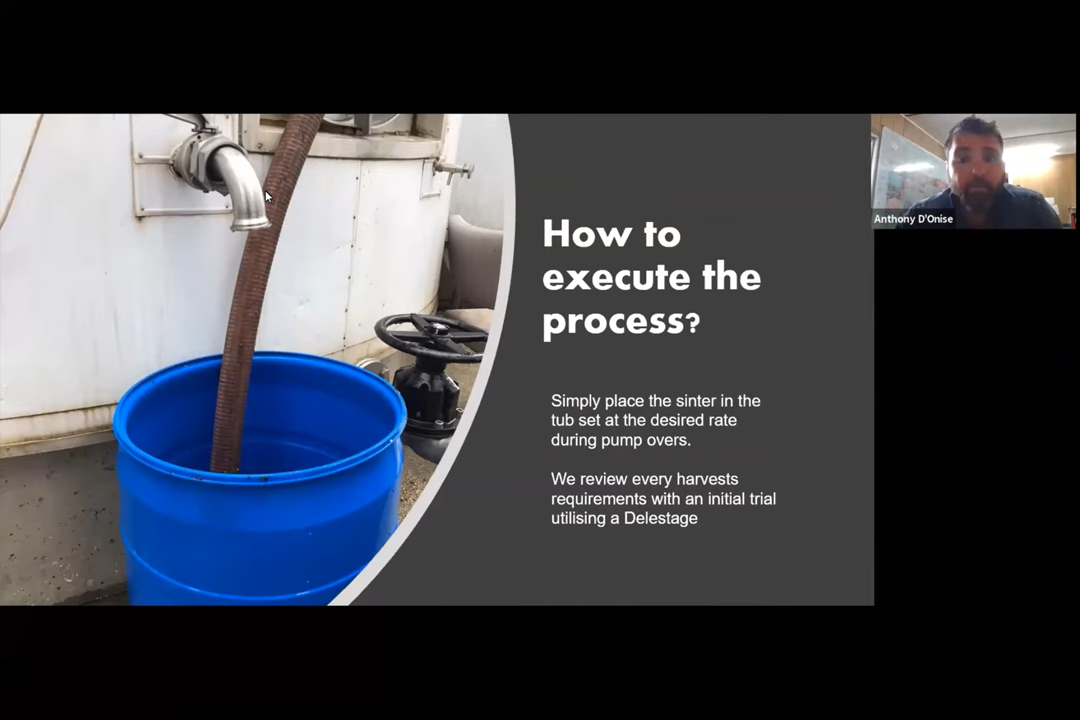 How to
execute the
process?
Simply place the sinter in the
tub set at the desired rate
during pump overs.
We review every harvests
requirements with an initial trial
utilising a Delestage
Anthony D'Onise